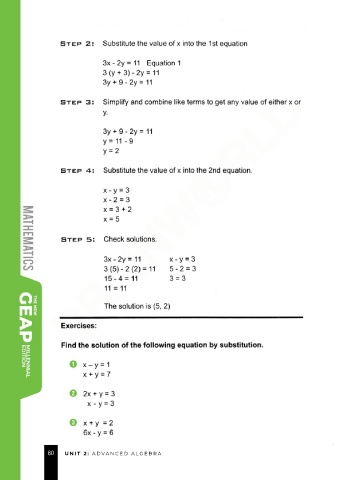 STEP 2: Substitute the value of x into the 1st equation
3x - 2y = 11 Equation 1
3 (y + 3) - 2y = 11
3y + 9 - 2y = 11
STEP 3: Simplify and combine like terms to get any value of either x or
y.
3y + 9 - 2y = 11
y = 11 - 9
y = 2
STEP 4: Substitute the value of x into the 2nd equation.
x - y = 3
x - 2 = 3
x = 3 + 2
x = 5
STEP 5: Check solutions.
3x - 2y = 11 x - y = 3
3 (5) - 2 (2) = 11 5 - 2 = 3
15 - 4 = 11 3 = 3
11 = 11
The solution is (5, 2)
Exercises:
Find the solution of the following equation by substitution.
1 x – y = 1
x + y = 7
2 2x + y = 3
x - y = 3
3 x + y = 2
6x - y = 6
MATHEMATICS
THE NEW
GEAP
MILLENNIAL
EDITION
80 UNIT 2: ADVANCED ALGEBRA